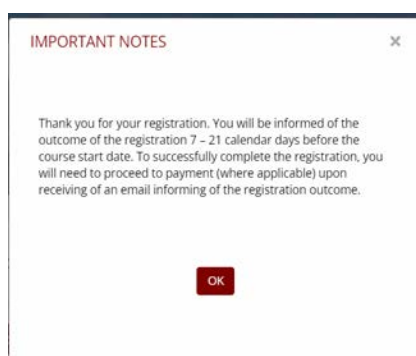 IMPORTANT NOTES
×
Thank you for your registration. You will be informed of the
outcome of the registration 7 – 21 calendar days before the
course start date. To successfully complete the registration, you
will need to proceed to payment (where applicable) upon
receiving of an email informing of the registration outcome.
OK